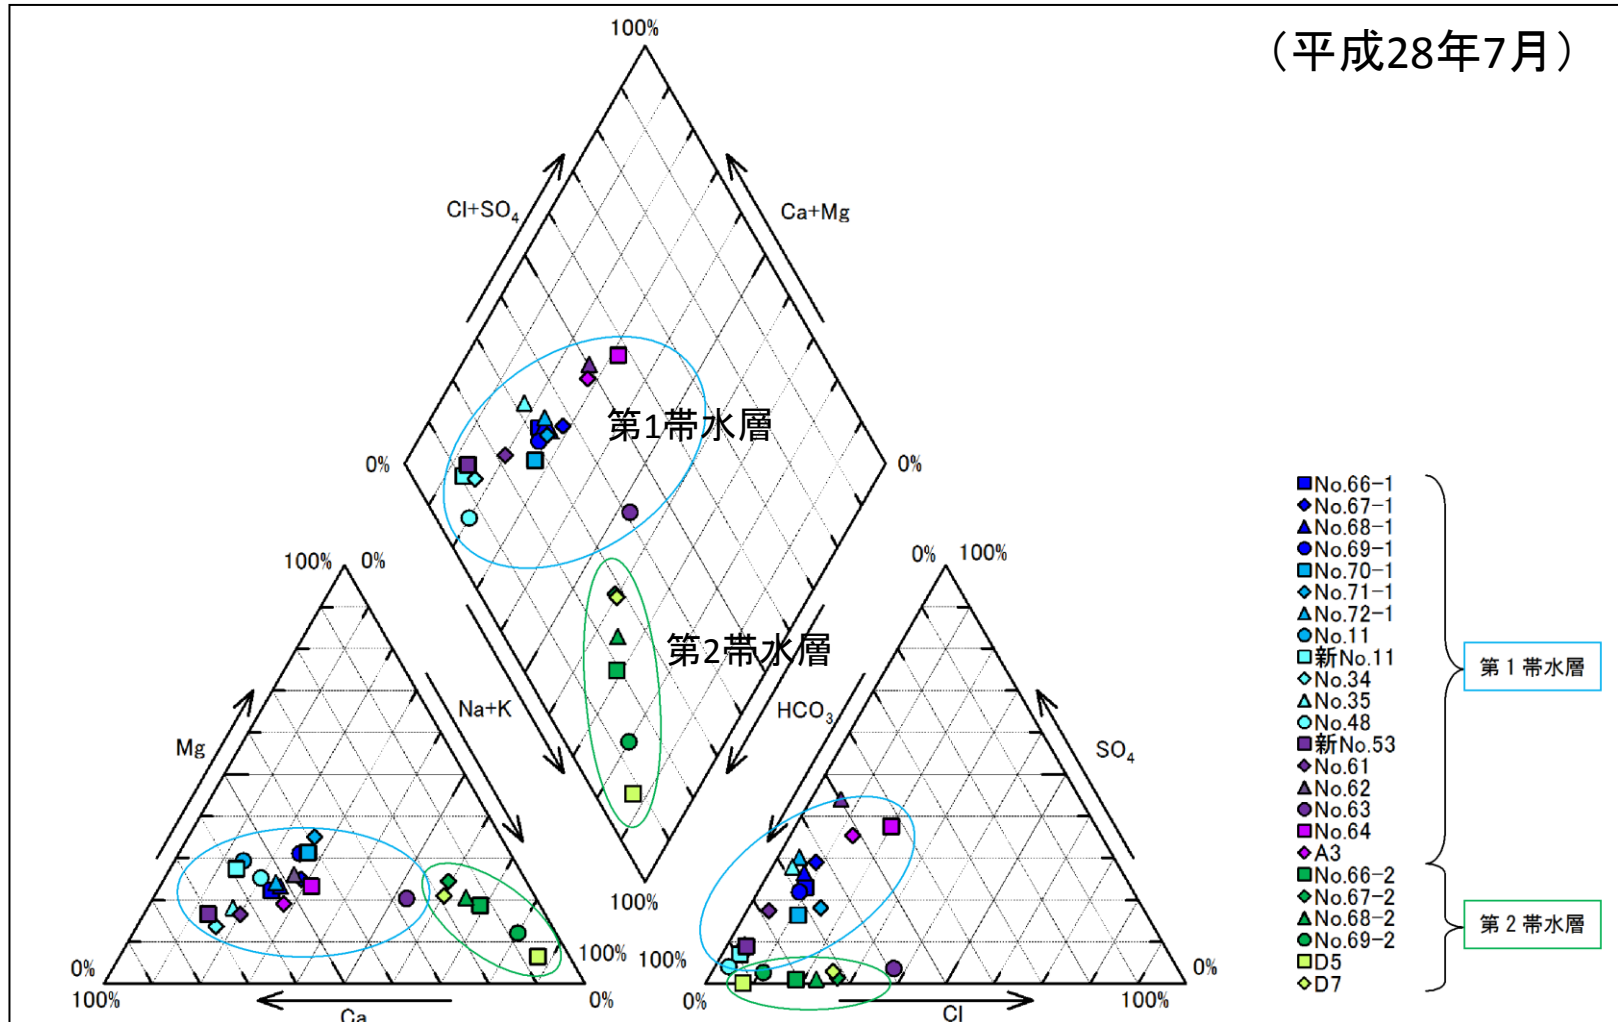 (平成28年7月)
100%
Cl+SO4
Ca+Mg
0%
0%
第1帯水層
第2帯水層
100%
0%
Mg
Na+K
100%
0%
100%
Ca
0%
100%
0%
100%
HCO3
SO4
100%
0%
0%
Cl
100%
No.66-1
No.67-1
No.68-1
No.69-1
No.70-1
No.71-1
No.72-1
No.11
新No.11
No.34
No.35
No.48
新No.53
No.61
No.62
No.63
No.64
A3
No.66-2
No.67-2
No.68-2
No.69-2
D5
D7
第1帯水層
第2帯水層